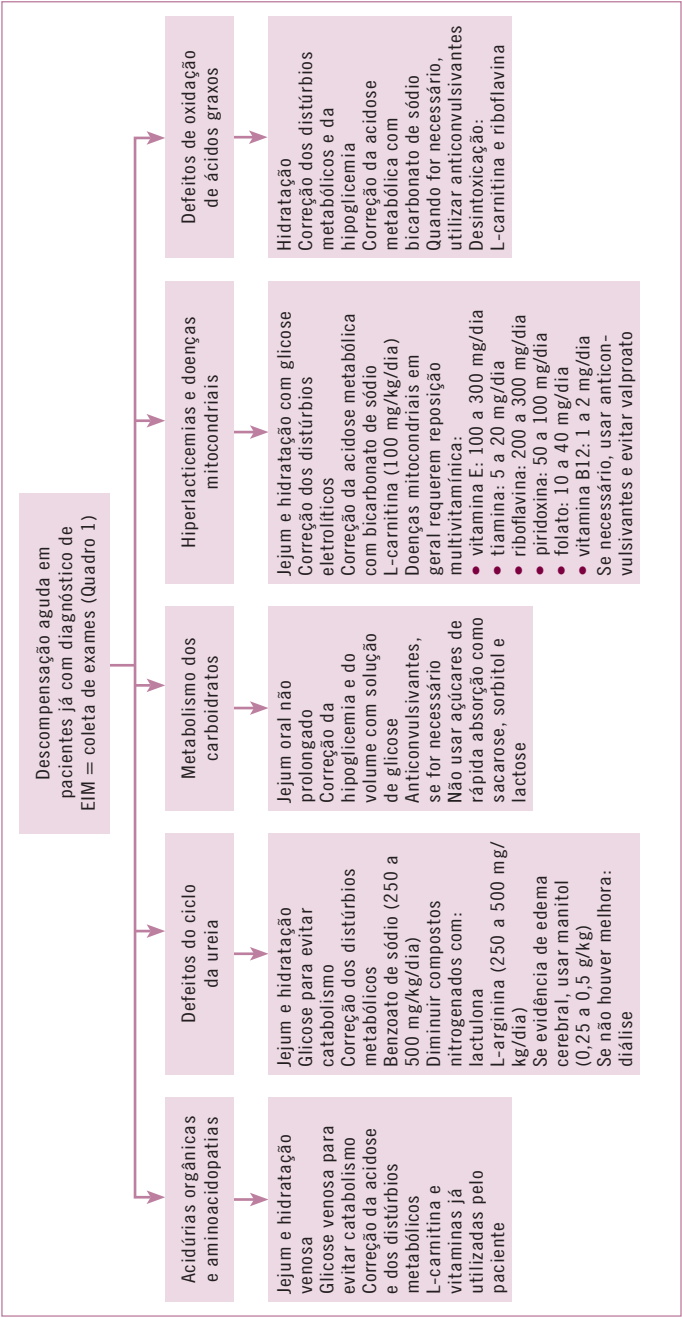 Descompensação aguda em
pacientes já com diagnóstico de
EIM = coleta de exames (Quadro 1)
Acidúrias orgânicas
e aminoacidopatias
Jejum e hidratação
venosa
Glicose venosa para
evitar catabolismo
Correção da acidose
e dos distúrbios
metabólicos
L-carnitina e
vitaminas já
utilizadas pelo
paciente
Defeitos do ciclo
da ureia
Jejum e hidratação
Glicose para evitar
catabolismo
Correção dos distúrbios
metabólicos
Benzoato de sódio (250 a
500 mg/kg/dia)
Diminuir compostos
nitrogenados com:
lactulona
L-arginina (250 a 500 mg/
kg/dia)
Se evidência de edema
cerebral, usar manitol
(0,25 a 0,5 g/kg)
Se não houver melhora:
diálise
Metabolismo dos
carboidratos
Jejum oral não
prolongado
Correção da
hipoglicemia e do
volume com solução
de glicose
Anticonvulsivantes,
se for necessário
Não usar açúcares de
rápida absorção como
sacarose, sorbitol e
lactose
Hiperlacticemias e doenças
mitocondriais
Jejum e hidratação com glicose
Correção dos distúrbios
eletrolíticos
Correção da acidose metabólica
com bicarbonato de sódio
L-carnitina (100 mg/kg/dia)
Doenças mitocondriais em
geral requerem reposição
multivitamínica:
• vitamina E: 100 a 300 mg/dia
• tiamina: 5 a 20 mg/dia
• riboflavina: 200 a 300 mg/dia
• piridoxina: 50 a 100 mg/dia
• folato: 10 a 40 mg/dia
• vitamina B12: 1 a 2 mg/dia
Se necessário, usar anticon-
vulsivantes e evitar valproato
Defeitos de oxidação
de ácidos graxos
Hidratação
Correção dos distúrbios
metabólicos e da
hipoglicemia
Correção da acidose
metabólica com
bicarbonato de sódio
Quando for necessário,
utilizar anticonvulsivantes
Desintoxicação:
L-carnitina e riboflavina